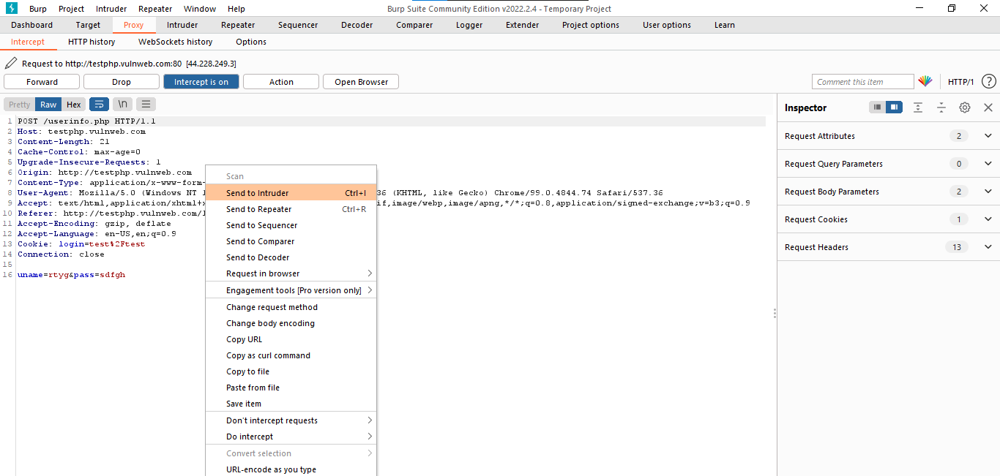 Burp Project Intruder Repeater Window Help Burp Suite Community Edition v2022.2.4 - Temporary Project
Dashboard Target Proxy Intruder Repeater Sequencer Decoder Comparer Logger Extender Project options User options Learn
Intercept HTTP history WebSockets history Options
Request to http://testphp.vulnweb.com:80 [44.228.249.3]
Forward Drop Intercept is on Action Open Browser Comment this item HTTP/1 ?
Pretty Raw Hex \n
1 POST /userinfo.php HTTP/1.1
2 Host: testphp.vulnweb.com
3 Content-Length: 21
4 Cache-Control: max-age=0
5 Upgrade-Insecure-Requests: 1
6 Origin: http://testphp.vulnweb.com
7 Content-Type: application/x-www-form-
8 User-Agent: Mozilla/5.0 (Windows NT 36 (KHTML, like Gecko) Chrome/99.0.4844.74 Safari/537.36
9 Accept: text/html,application/xhtml+x if,image/webp,image/apng,*/*;q=0.8,application/signed-exchange;v=b3;q=0.9
10 Referer: http://testphp.vulnweb.com/l
11 Accept-Encoding: gzip, deflate
12 Accept-Language: en-US,en;q=0.9
13 Cookie: login=test%2Ftest
14 Connection: close
15
16 uname=rtyg&pass=sdfgh
Scan
Send to Intruder Ctrl+I
Send to Repeater Ctrl+R
Send to Sequencer
Send to Comparer
Send to Decoder
Request in browser
Engagement tools [Pro version only]
Change request method
Change body encoding
Copy URL
Copy as curl command
Copy to file
Paste from file
Save item
Don't intercept requests
Do intercept
Convert selection
URL-encode as you type
Inspector
Request Attributes 2
Request Query Parameters 0
Request Body Parameters 2
Request Cookies 1
Request Headers 13